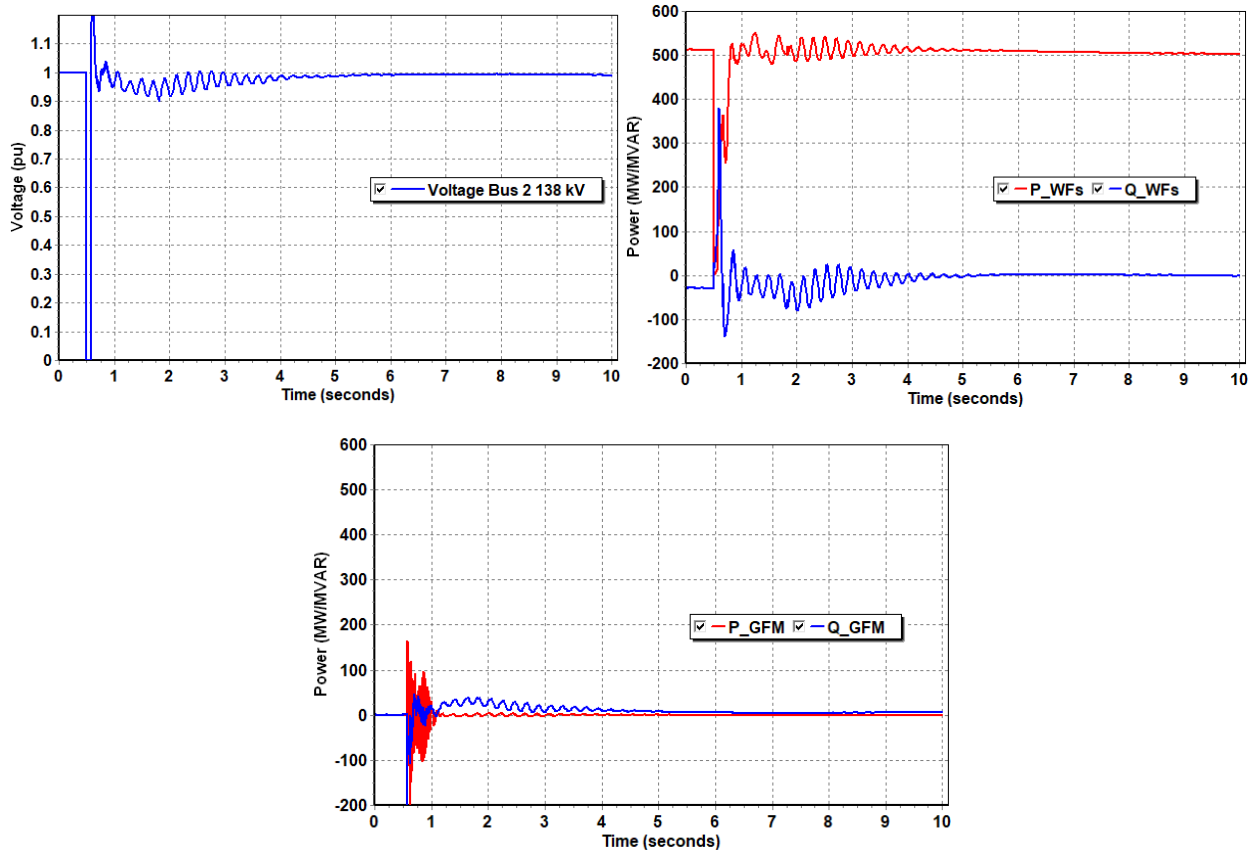 Voltage (pu)
1.1
1
0.9
0.8
0.7
0.6
0.5
0.4
0.3
0.2
0.1
0
0 1 2 3 4 5 6 7 8 9 10
Time (seconds)
Voltage Bus 2 138 kV
Power (MW/MVAR)
600
500
400
300
200
100
0
-100
-200
0 1 2 3 4 5 6 7 8 9 10
Time (seconds)
P_WFs Q_WFs
Power (MW/MVAR)
600
500
400
300
200
100
0
-100
-200
0 1 2 3 4 5 6 7 8 9 10
Time (seconds)
P_GFM Q_GFM